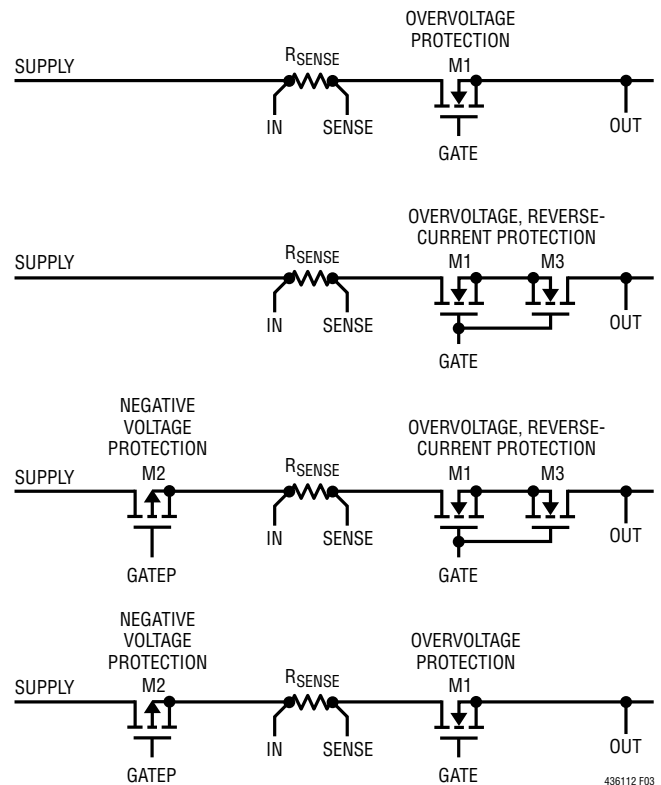 OVERVOLTAGE
PROTECTION
SUPPLY
RSENSE
M1
IN
SENSE
GATE
OUT
OVERVOLTAGE, REVERSE-
CURRENT PROTECTION
SUPPLY
RSENSE
M1
M3
IN
SENSE
GATE
OUT
NEGATIVE
VOLTAGE
PROTECTION
OVERVOLTAGE, REVERSE-
CURRENT PROTECTION
SUPPLY
M2
RSENSE
M1
M3
GATEP
IN
SENSE
GATE
OUT
NEGATIVE
VOLTAGE
PROTECTION
OVERVOLTAGE
PROTECTION
SUPPLY
M2
RSENSE
M1
GATEP
IN
SENSE
GATE
OUT
436112 F03